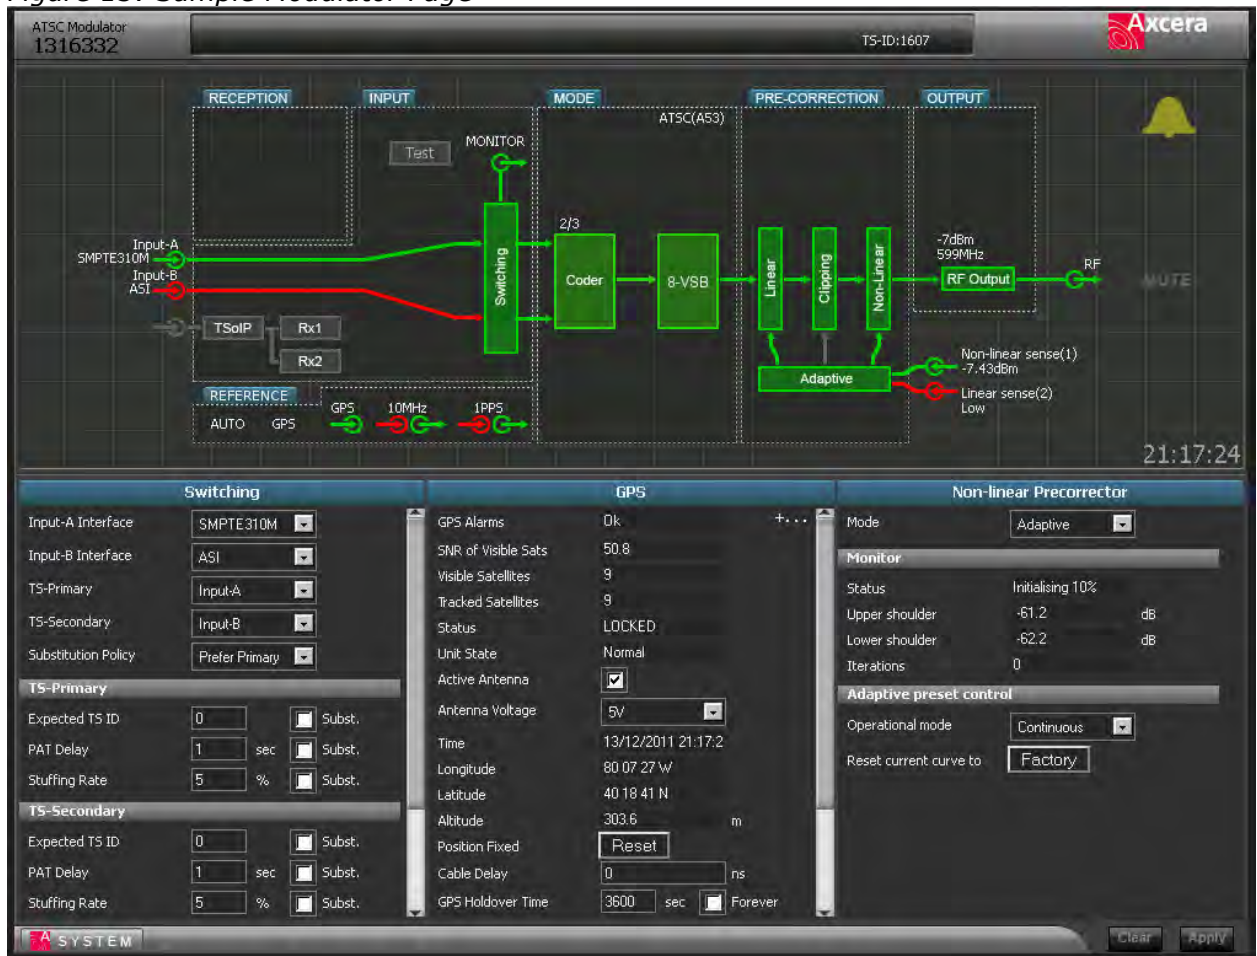 ATSC Modulator
1316332
TS-ID:1607
Axcera
RECEPTION
INPUT
MODE
PRE-CORRECTION
OUTPUT
ATSC(A53)
Test
MONITOR
2/3
Input-A
SMPTE310M
Input-B
ASI
Switching
Coder
8-VSB
Linear
Clipping
Non-Linear
-7dBm
599MHz
RF Output
RF
MUTE
TSoIP
Rx1
Rx2
Adaptive
Non-linear sense(1)
-7.43dBm
Linear sense(2)
Low
REFERENCE
AUTO GPS
GPS
10MHz
1PPS
21:17:24
Switching
Input-A Interface SMPTE310M
Input-B Interface ASI
TS-Primary Input-A
TS-Secondary Input-B
Substitution Policy Prefer Primary
TS-Primary
Expected TS ID 0 Subst.
PAT Delay 1 sec Subst.
Stuffing Rate 5 % Subst.
TS-Secondary
Expected TS ID 0 Subst.
PAT Delay 1 sec Subst.
Stuffing Rate 5 % Subst.
GPS
GPS Alarms Ok +...
SNR of Visible Sats 50.8
Visible Satellites 9
Tracked Satellites 9
Status LOCKED
Unit State Normal
Active Antenna
Antenna Voltage 5V
Time 13/12/2011 21:17:2
Longitude 80 07 27 W
Latitude 40 18 41 N
Altitude 303.6 m
Position Fixed Reset
Cable Delay 0 ns
GPS Holdover Time 3600 sec Forever
Non-linear Precorrector
Mode Adaptive
Monitor
Status Initialising 10%
Upper shoulder -61.2 dB
Lower shoulder -62.2 dB
Iterations 0
Adaptive preset control
Operational mode Continuous
Reset current curve to Factory
SYSTEM
Clear Apply